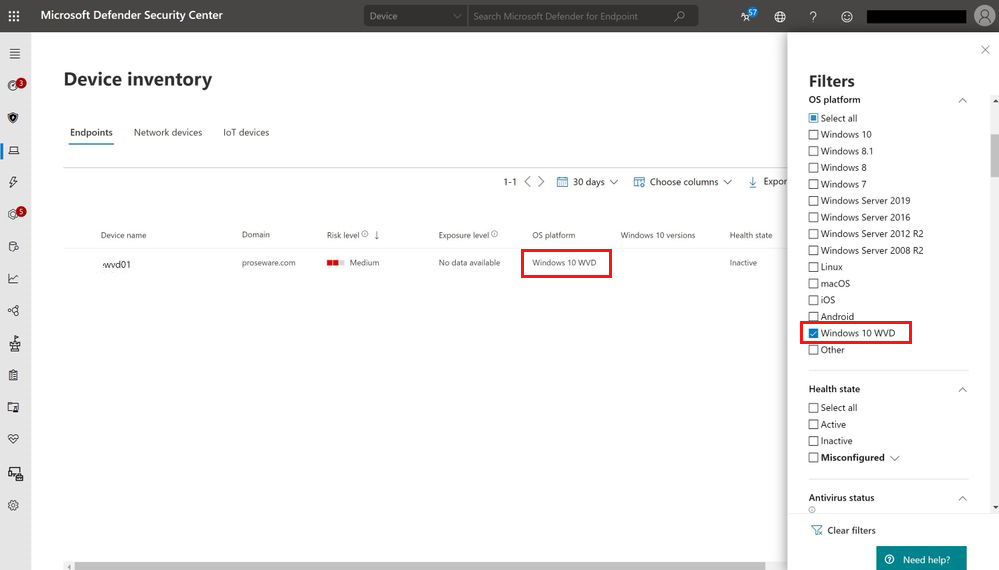 Microsoft Defender Security Center
Device
Search Microsoft Defender for Endpoint
57
?
3
5
Device inventory
Endpoints Network devices IoT devices
1-1 30 days Choose columns Expor
Device name Domain Risk level Exposure level OS platform Windows 10 versions Health state
wvd01 proseware.com Medium No data available Windows 10 WVD Inactive
Filters
OS platform
Select all
Windows 10
Windows 8.1
Windows 8
Windows 7
Windows Server 2019
Windows Server 2016
Windows Server 2012 R2
Windows Server 2008 R2
Linux
macOS
iOS
Android
Windows 10 WVD
Other
Health state
Select all
Active
Inactive
Misconfigured
Antivirus status
Clear filters
Need help?